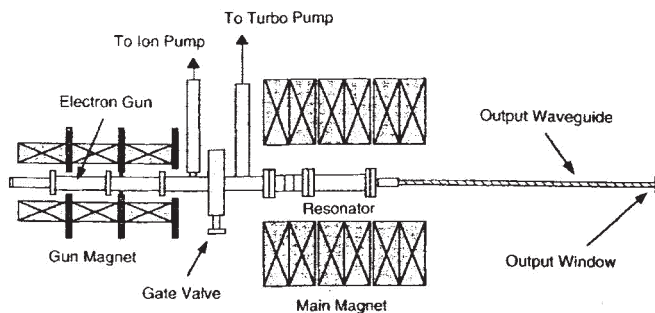 To Turbo Pump
To Ion Pump
Electron Gun
Output Waveguide
Resonator
Gun Magnet
Output Window
Gate Valve
Main Magnet